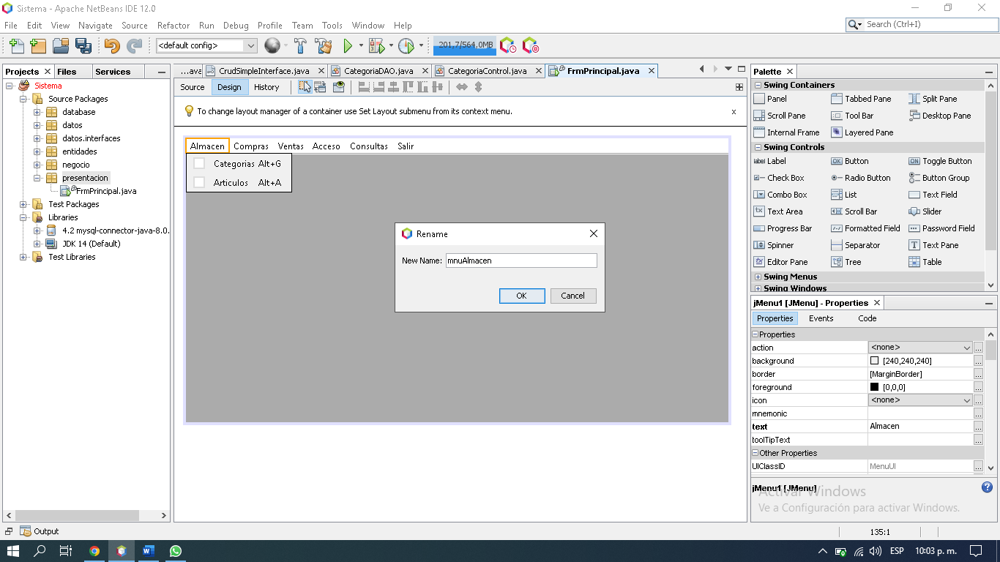 Sistema - Apache NetBeans IDE 12.0
File Edit View Navigate Source Refactor Run Debug Profile Team Tools Window Help
Search (Ctrl+I)
<default config>
201,7/564,0MB
Projects Files Services
...ava CrudSimpleInterface.java CategoriaDAO.java CategoriaControl.java FrmPrincipal.java
Source Design History
To change layout manager of a container use Set Layout submenu from its context menu. x
Sistema
Source Packages
database
datos
datos.interfaces
entidades
negocio
presentacion
FrmPrincipal.java
Test Packages
Libraries
4.2 mysql-connector-java-8.0.
JDK 14 (Default)
Test Libraries
Almacen Compras Ventas Acceso Consultas Salir
Categorias Alt+G
Articulos Alt+A
Rename
New Name: mnuAlmacen
OK Cancel
Palette
Swing Containers
Panel Tabbed Pane Split Pane
Scroll Pane Tool Bar Desktop Pane
Internal Frame Layered Pane
Swing Controls
label Label OK Button ON Toggle Button
Check Box Radio Button Button Group
Combo Box List Text Field
Text Area Scroll Bar Slider
Progress Bar Formatted Field Password Field
Spinner Separator Text Pane
Editor Pane Tree Table
Swing Menus
Swing Windows
jMenu1 [JMenu] - Properties
Properties Events Code
Properties
action <none>
background [240,240,240]
border [MarginBorder]
foreground [0,0,0]
icon <none>
mnemonic
text Almacen
toolTipText
Other Properties
UIClassID MenuUI
jMenu1 [JMenu]
Activar Windows
Ve a Configuración para activar Windows.
Output
135:1
ESP 10:03 p. m.